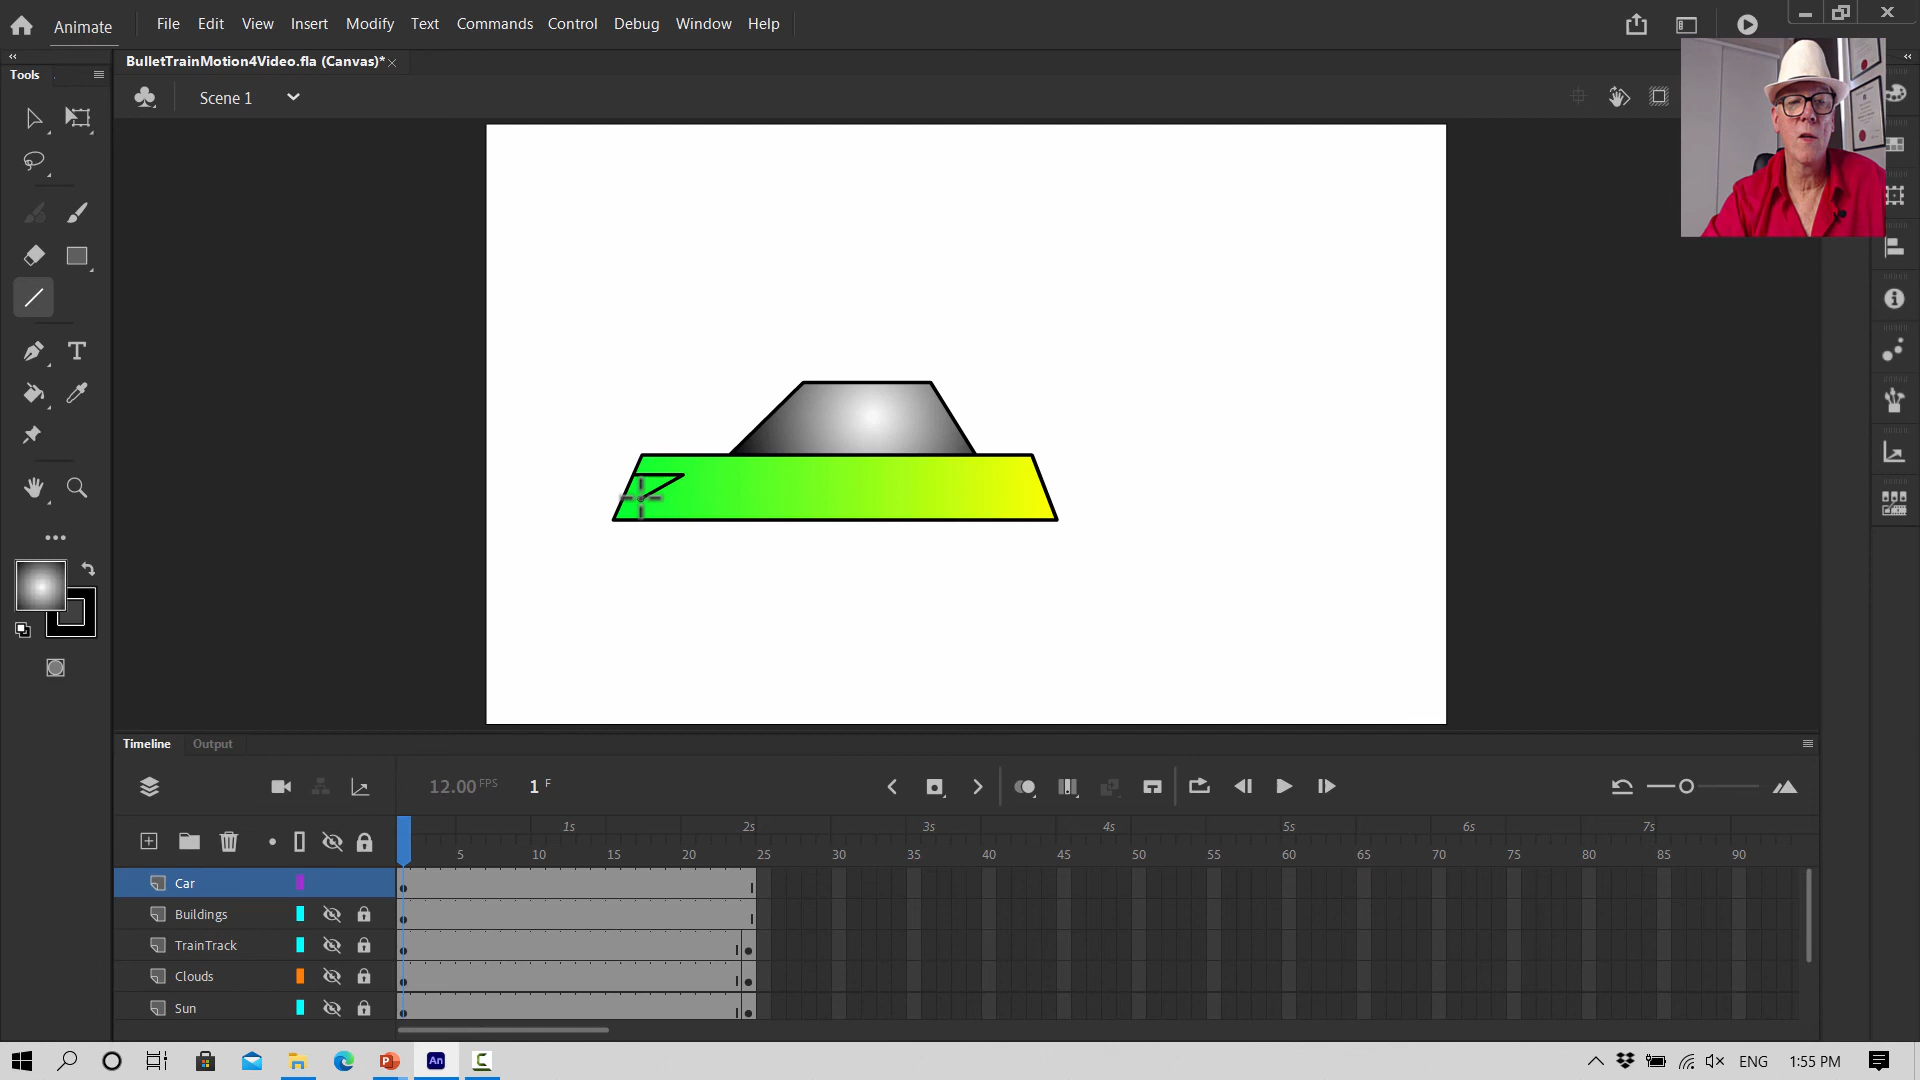 Animate File Edit View Insert Modify Text Commands Control Debug Window Help
Tools
BulletTrainMotion4Video.fla (Canvas)*
Scene 1
T
Timeline Output
12.00 FPS 1 F
1s 2s 3s 4s 5s 6s 7s
5 10 15 20 25 30 35 40 45 50 55 60 65 70 75 80 85 90
Car
Buildings
TrainTrack
Clouds
Sun
P An C ENG 1:55 PM